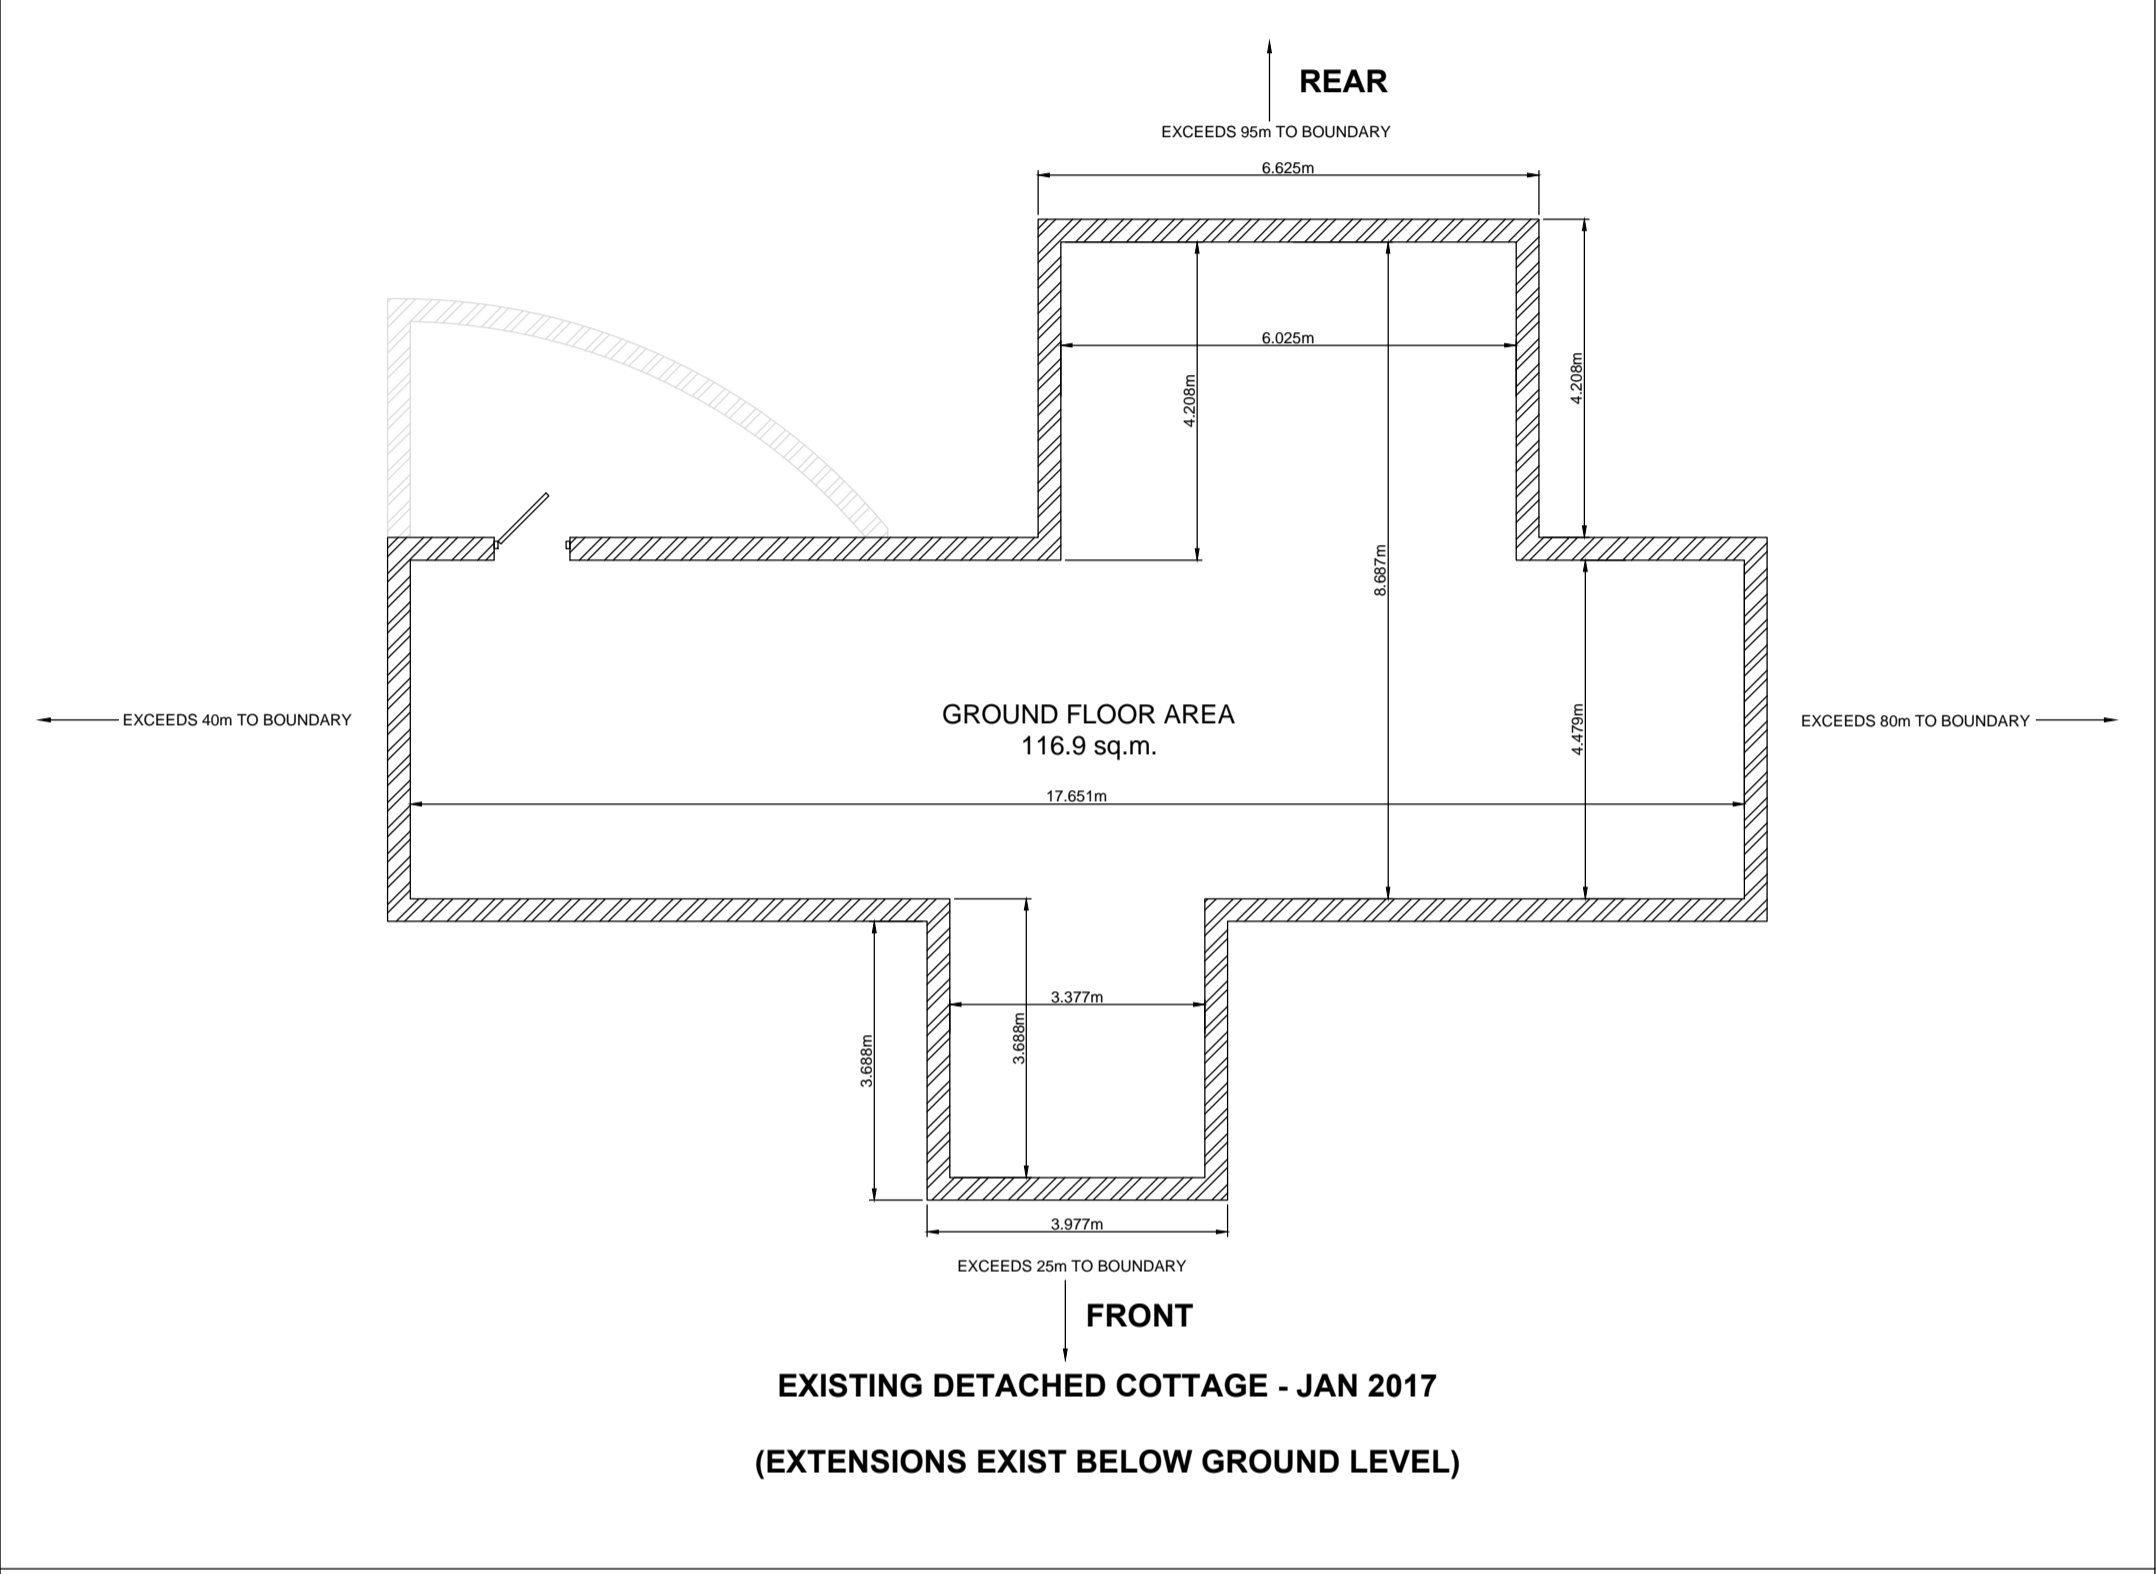 REAR
EXCEEDS 95m TO BOUNDARY
6.625m
6.025m
4.208m
4.208m
8.687m
GROUND FLOOR AREA
116.9 sq.m.
EXCEEDS 40m TO BOUNDARY
4.479m
EXCEEDS 80m TO BOUNDARY
17.651m
3.377m
3.688m
3.688m
3.977m
EXCEEDS 25m TO BOUNDARY
FRONT
EXISTING DETACHED COTTAGE - JAN 2017
(EXTENSIONS EXIST BELOW GROUND LEVEL)